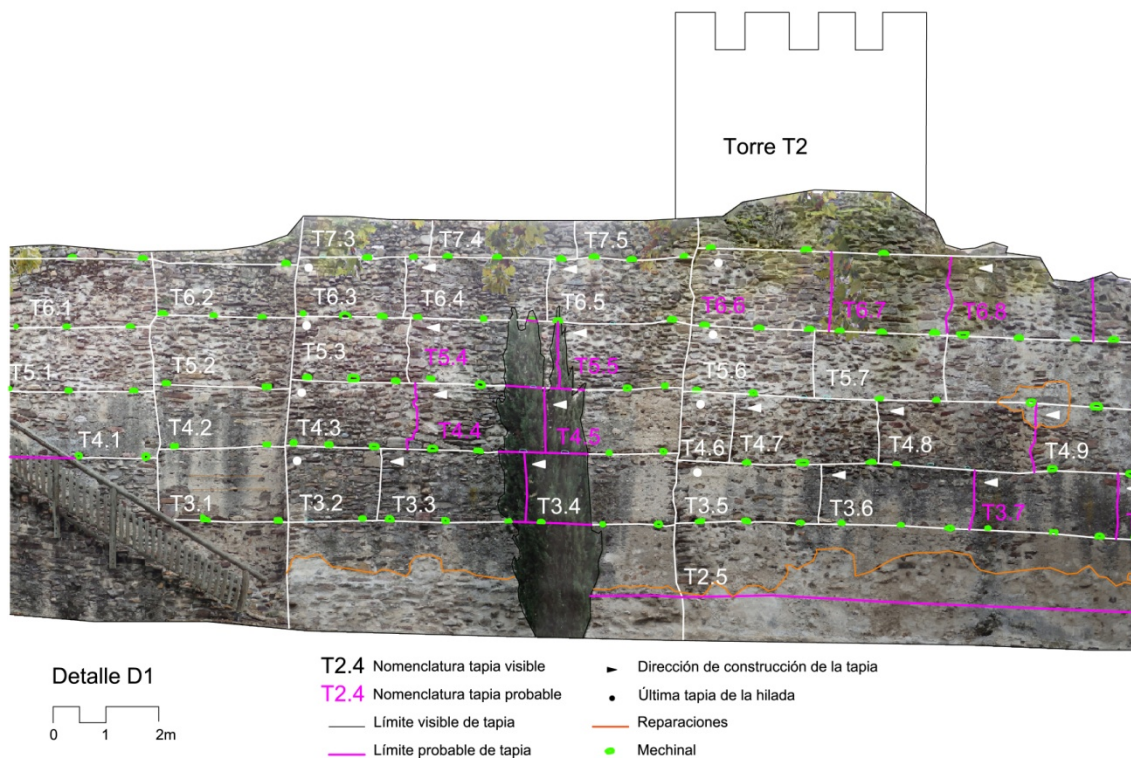 Torre T2
T7.3 T7.4 T7.5
T6.1 T6.2 T6.3 T6.4 T6.5 T6.6 T6.7 T6.8
T5.1 T5.2 T5.3 T5.4 T5.5 T5.6 T5.7
T4.1 T4.2 T4.3 T4.4 T4.5 T4.6 T4.7 T4.8 T4.9
T3.1 T3.2 T3.3 T3.4 T3.5 T3.6 T3.7
T2.5
Detalle D1
0 1 2m
T2.4 Nomenclatura tapia visible
T2.4 Nomenclatura tapia probable
Límite visible de tapia
Límite probable de tapia
Dirección de construcción de la tapia
Última tapia de la hilada
Reparaciones
Mechinal